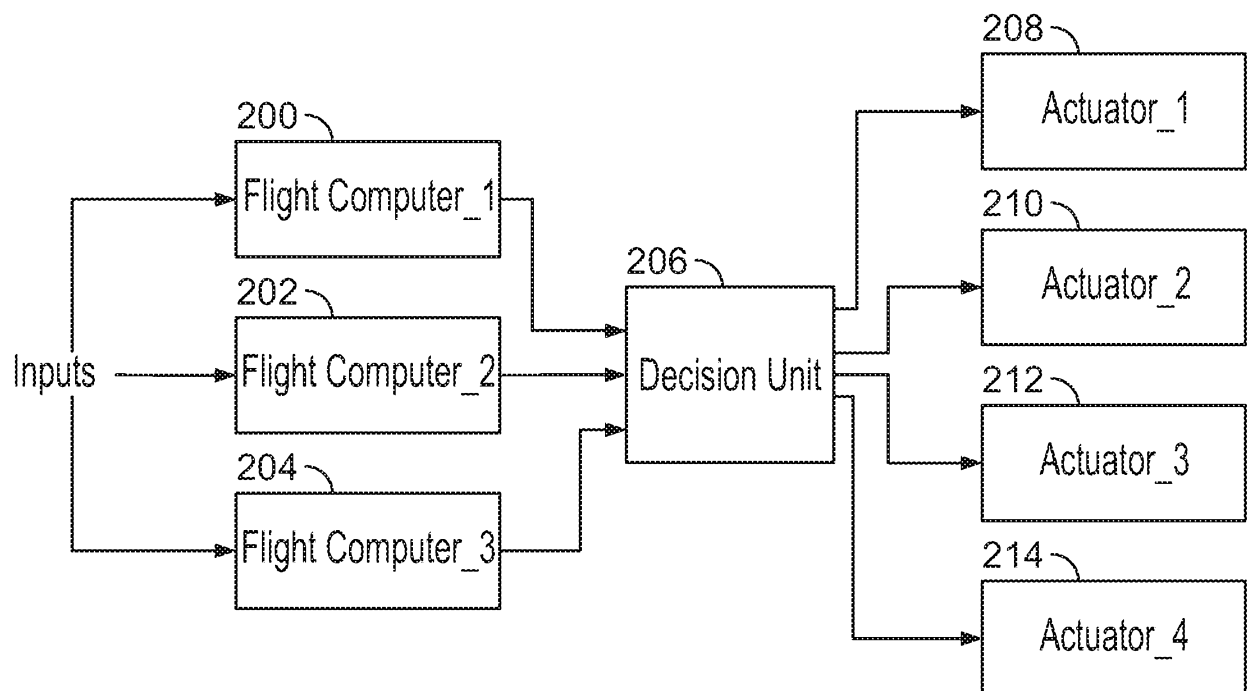 200
Flight Computer_1
202
Flight Computer_2
204
Flight Computer_3
Inputs
206
Decision Unit
208
Actuator_1
210
Actuator_2
212
Actuator_3
214
Actuator_4